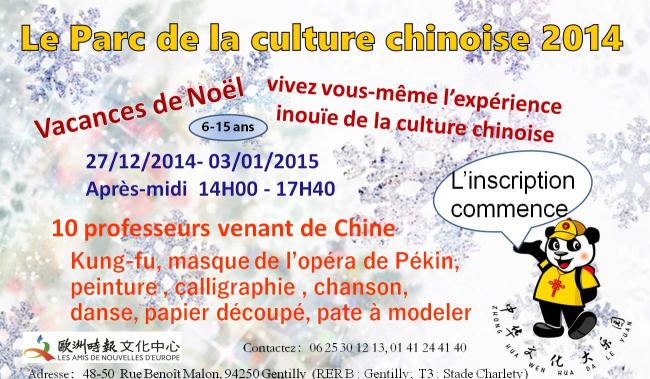 Le Parc de la culture chinoise 2014
Vacances de Noël
vivez vous-même l’expérience
inouïe de la culture chinoise
6-15 ans
27/12/2014- 03/01/2015
Après-midi 14H00 - 17H40
L’inscription
commence
10 professeurs venant de Chine
Kung-fu, masque de l’opéra de Pékin,
peinture , calligraphie , chanson,
danse, papier découpé, pate à modeler
中华文化大乐园
ZHONG HUA WEN HUA DA LE YUAN
歐洲時報文化中心
LES AMIS DE NOUVELLES D'EUROPE
Contactez: 06 25 30 12 13, 01 41 24 41 40
Adresse: 48-50 Rue Benoît Malon, 94250 Gentilly (RER B : Gentilly; T3 : Stade Charlety)